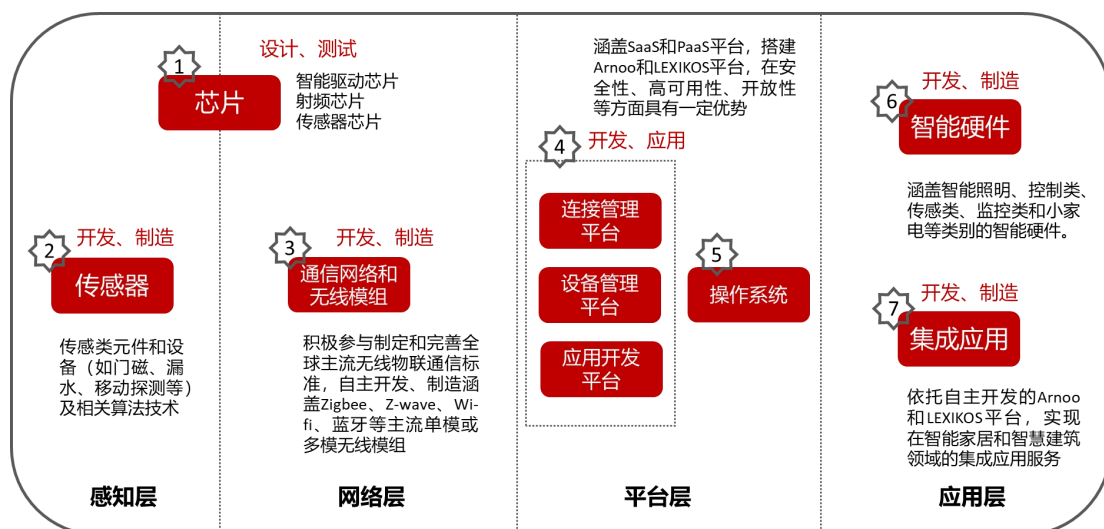 1
设计、测试
芯片
智能驱动芯片
射频芯片
传感器芯片
2
开发、制造
传感器
传感类元件和设
备（如门磁、漏
水、移动探测等）
及相关算法技术
感知层
3
开发、制造
通信网络和
无线模组
积极参与制定和完善全
球主流无线物联通信标
准，自主开发、制造涵
盖Zigbee、Z-wave、Wi-
fi、蓝牙等主流单模或
多模无线模组
网络层
涵盖SaaS和PaaS平台，搭建
Arnoo和LEXIKOS平台，在安
全性、高可用性、开放性
等方面具有一定优势
4
开发、应用
连接管理
平台
设备管理
平台
应用开发
平台
5
操作系统
平台层
6
开发、制造
智能硬件
涵盖智能照明、控制类、
传感类、监控类和小家
电等类别的智能硬件。
7
开发、制造
集成应用
依托自主开发的Arnoo
和LEXIKOS平台，实现
在智能家居和智慧建筑
领域的集成应用服务
应用层